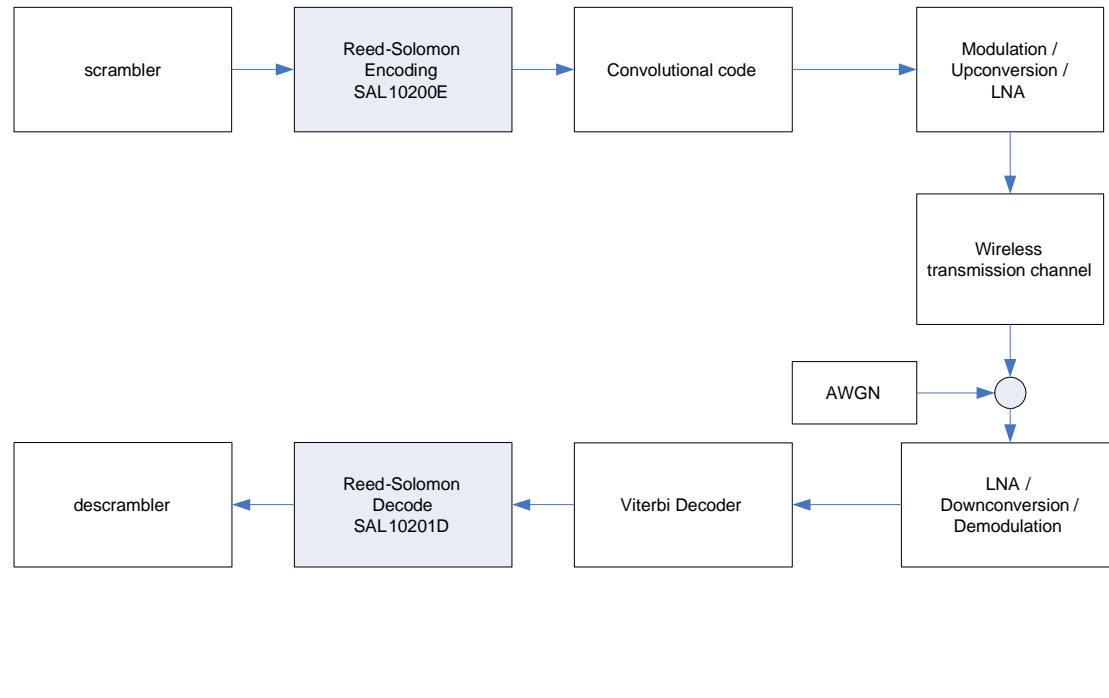 scrambler
Reed-Solomon
Encoding
SAL10200E
Convolutional code
Modulation /
Upconversion /
LNA
Wireless
transmission channel
AWGN
LNA /
Downconversion /
Demodulation
Viterbi Decoder
Reed-Solomon
Decode
SAL10201D
descrambler